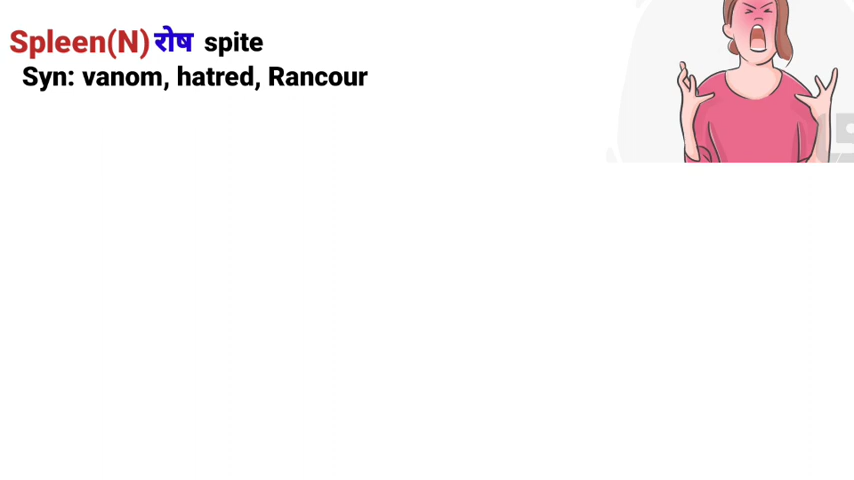 Spleen(N) रोष spite
Syn: vanom, hatred, Rancour